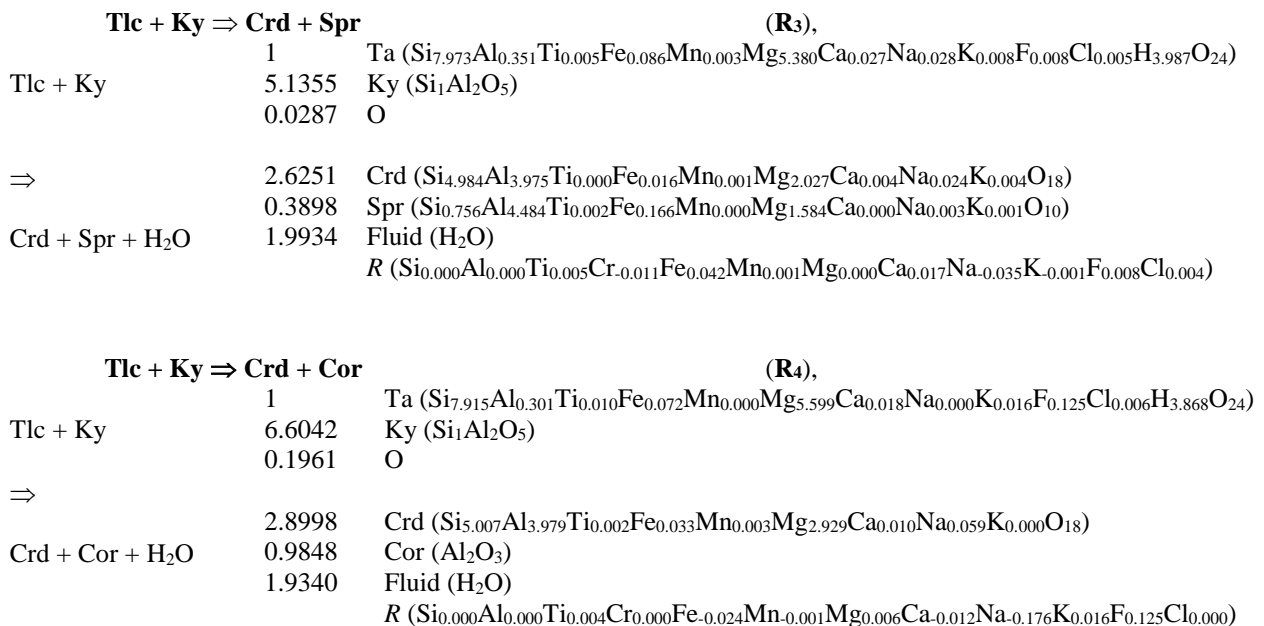 Tlc + Ky ⇒ Crd + Spr (R₃),
1 Ta (Si₇.₉₇₃Al₀.₃₅₁Ti₀.₀₀₅Fe₀.₀₈₆Mn₀.₀₀₃Mg₅.₃₈₀Ca₀.₀₂₇Na₀.₀₂₈K₀.₀₀₈F₀.₀₀₈Cl₀.₀₀₅H₃.₉₈₇O₂₄)
Tlc + Ky 5.1355 Ky (Si₁Al₂O₅)
0.0287 O
⇒ 2.6251 Crd (Si₄.₉₈₄Al₃.₉₇₅Ti₀.₀₀₀Fe₀.₀₁₆Mn₀.₀₀₁Mg₂.₀₂₇Ca₀.₀₀₄Na₀.₀₂₄K₀.₀₀₄O₁₈)
0.3898 Spr (Si₀.₇₅₆Al₄.₄₈₄Ti₀.₀₀₂Fe₀.₁₆₆Mn₀.₀₀₀Mg₁.₅₈₄Ca₀.₀₀₀Na₀.₀₀₃K₀.₀₀₁O₁₀)
Crd + Spr + H₂O 1.9934 Fluid (H₂O)
R (Si₀.₀₀₀Al₀.₀₀₀Ti₀.₀₀₅Cr₋₀.₀₁₁Fe₀.₀₄₂Mn₀.₀₀₁Mg₀.₀₀₀Ca₀.₀₁₇Na₋₀.₀₃₅K₋₀.₀₀₁F₀.₀₀₈Cl₀.₀₀₄)
Tlc + Ky ⇒ Crd + Cor (R₄),
1 Ta (Si₇.₉₁₅Al₀.₃₀₁Ti₀.₀₁₀Fe₀.₀₇₂Mn₀.₀₀₀Mg₅.₅₉₉Ca₀.₀₁₈Na₀.₀₀₀K₀.₀₁₆F₀.₁₂₅Cl₀.₀₀₆H₃.₈₆₈O₂₄)
Tlc + Ky 6.6042 Ky (Si₁Al₂O₅)
0.1961 O
⇒
2.8998 Crd (Si₅.₀₀₇Al₃.₉₇₉Ti₀.₀₀₂Fe₀.₀₃₃Mn₀.₀₀₃Mg₂.₉₂₉Ca₀.₀₁₀Na₀.₀₅₉K₀.₀₀₀O₁₈)
Crd + Cor + H₂O 0.9848 Cor (Al₂O₃)
1.9340 Fluid (H₂O)
R (Si₀.₀₀₀Al₀.₀₀₀Ti₀.₀₀₄Cr₀.₀₀₀Fe₋₀.₀₂₄Mn₋₀.₀₀₁Mg₀.₀₀₆Ca₋₀.₀₁₂Na₋₀.₁₇₆K₀.₀₁₆F₀.₁₂₅Cl₀.₀₀₀)